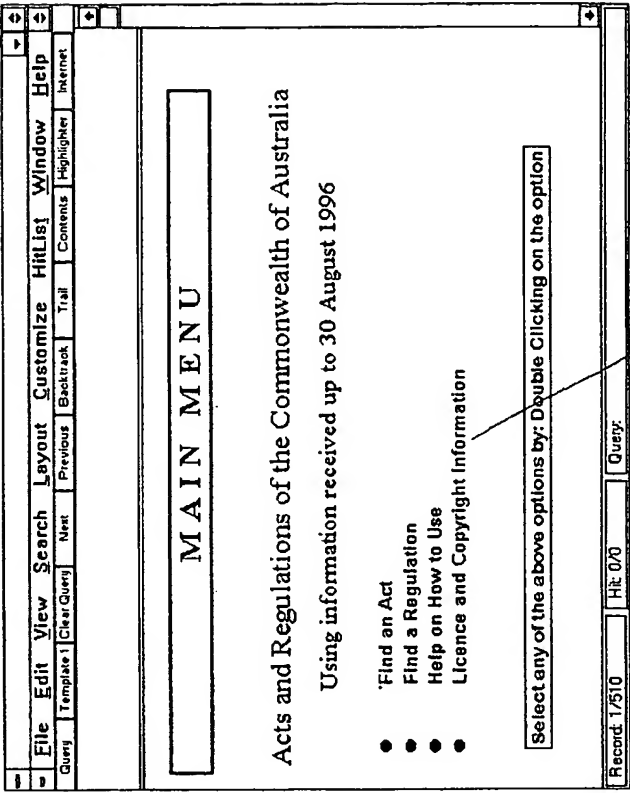 File Edit View Search Layout Customize HitList Window Help
Query Template 1 Clear Query Next Previous Backtrack Trail Contents Highlighter Internet
MAIN MENU
Acts and Regulations of the Commonwealth of Australia
Using information received up to 30 August 1996
Find an Act
Find a Regulation
Help on How to Use
Licence and Copyright Information
Select any of the above options by: Double Clicking on the option
Record: 1/510 Hit: 0/0 Query: